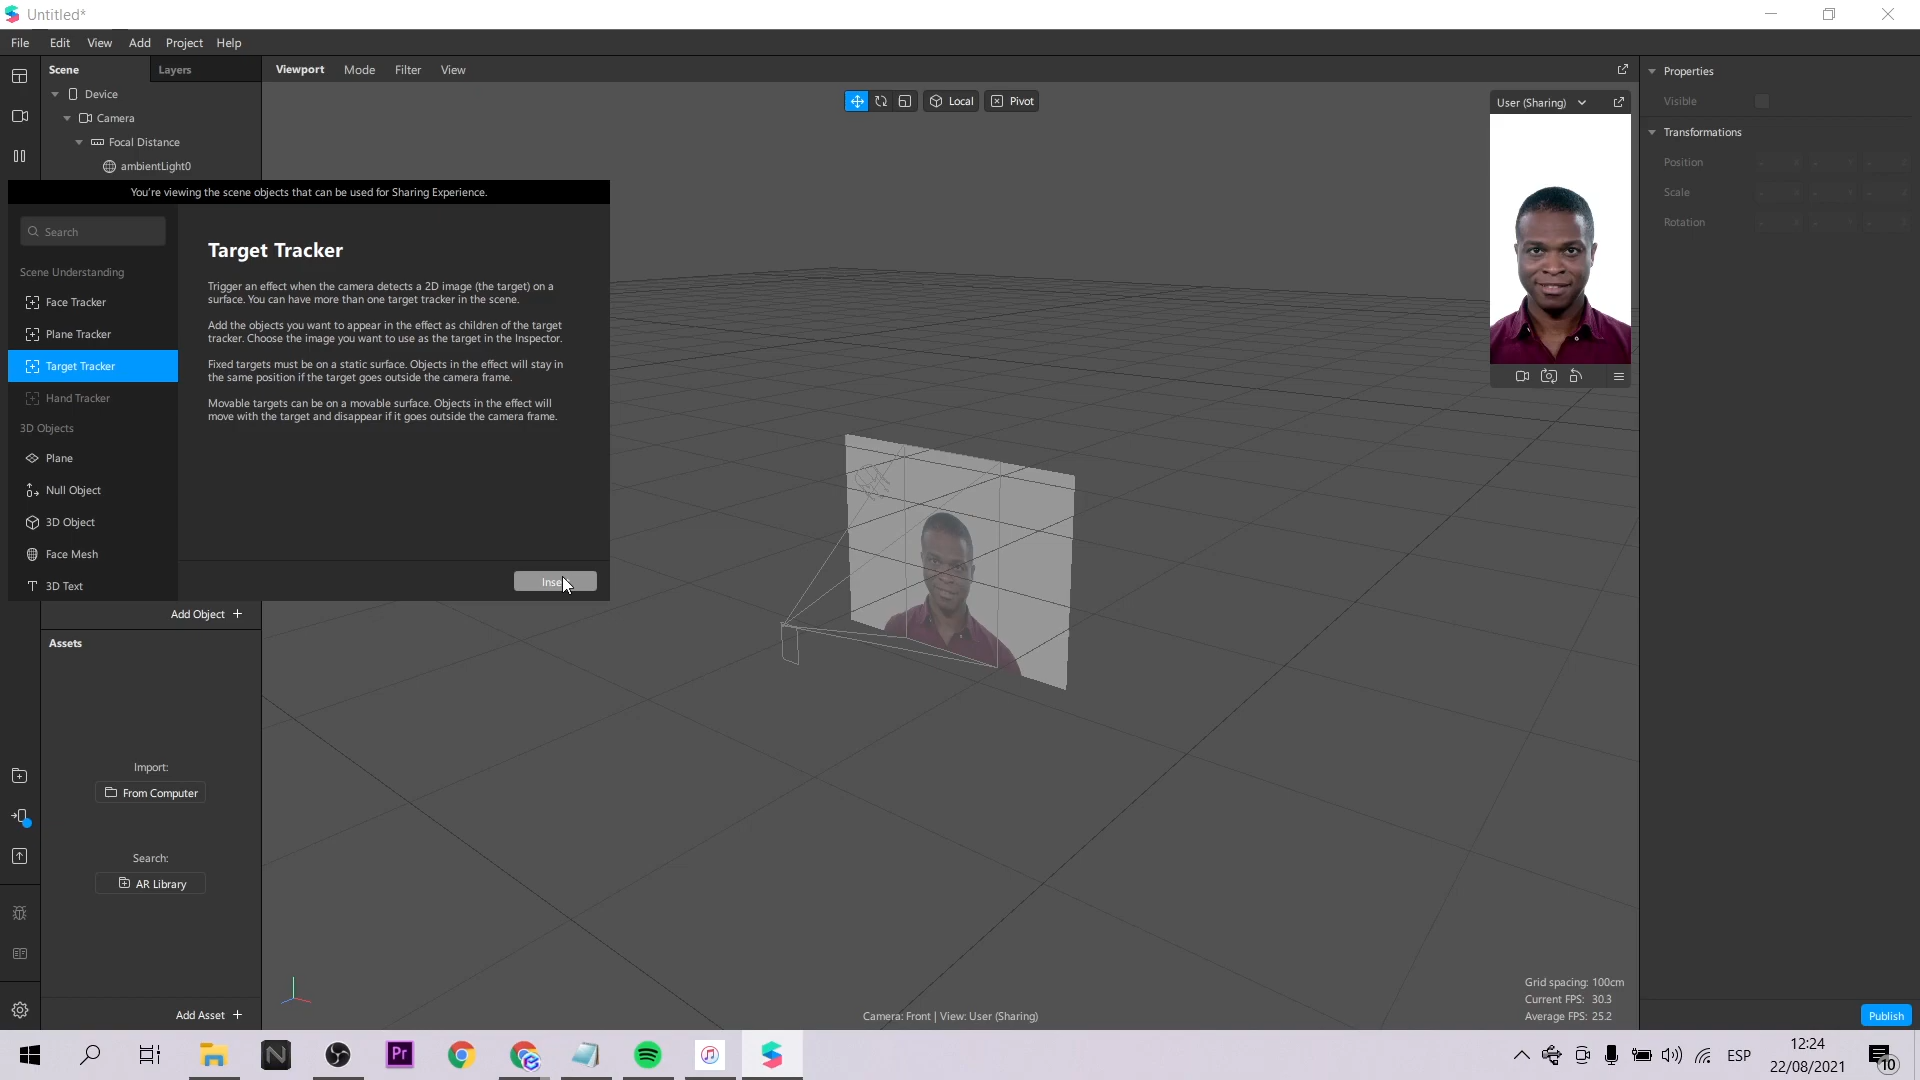 Untitled*
File Edit View Add Project Help
Scene Layers
Viewport Mode Filter View
Properties
Device
Local Pivot
User (Sharing)
Visible
Camera
Transformations
Focal Distance
Position
ambientLight0
You're viewing the scene objects that can be used for Sharing Experience.
Scale
Rotation
Search
Scene Understanding
Face Tracker
Plane Tracker
Target Tracker
Hand Tracker
3D Objects
Plane
Null Object
3D Object
Face Mesh
3D Text
Target Tracker
Trigger an effect when the camera detects a 2D image (the target) on a
surface. You can have more than one target tracker in the scene.
Add the objects you want to appear in the effect as children of the target
tracker. Choose the image you want to use as the target in the Inspector.
Fixed targets must be on a static surface. Objects in the effect will stay in
the same position if the target goes outside the camera frame.
Movable targets can be on a movable surface. Objects in the effect will
move with the target and disappear if it goes outside the camera frame.
Add Object +
Assets
Import:
From Computer
Search:
AR Library
Add Asset +
Camera: Front | View: User (Sharing)
Grid spacing: 100cm
Current FPS: 30.3
Average FPS: 25.2
Publish
N
Pr
ESP
12:24
22/08/2021
10